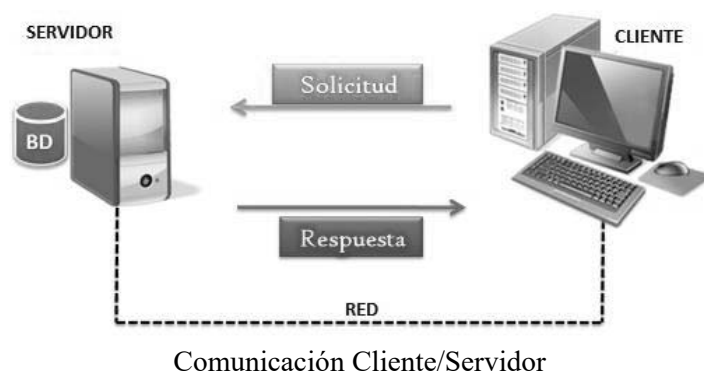 SERVIDOR
CLIENTE
Solicitud
BD
Respuesta
RED
Comunicación Cliente/Servidor